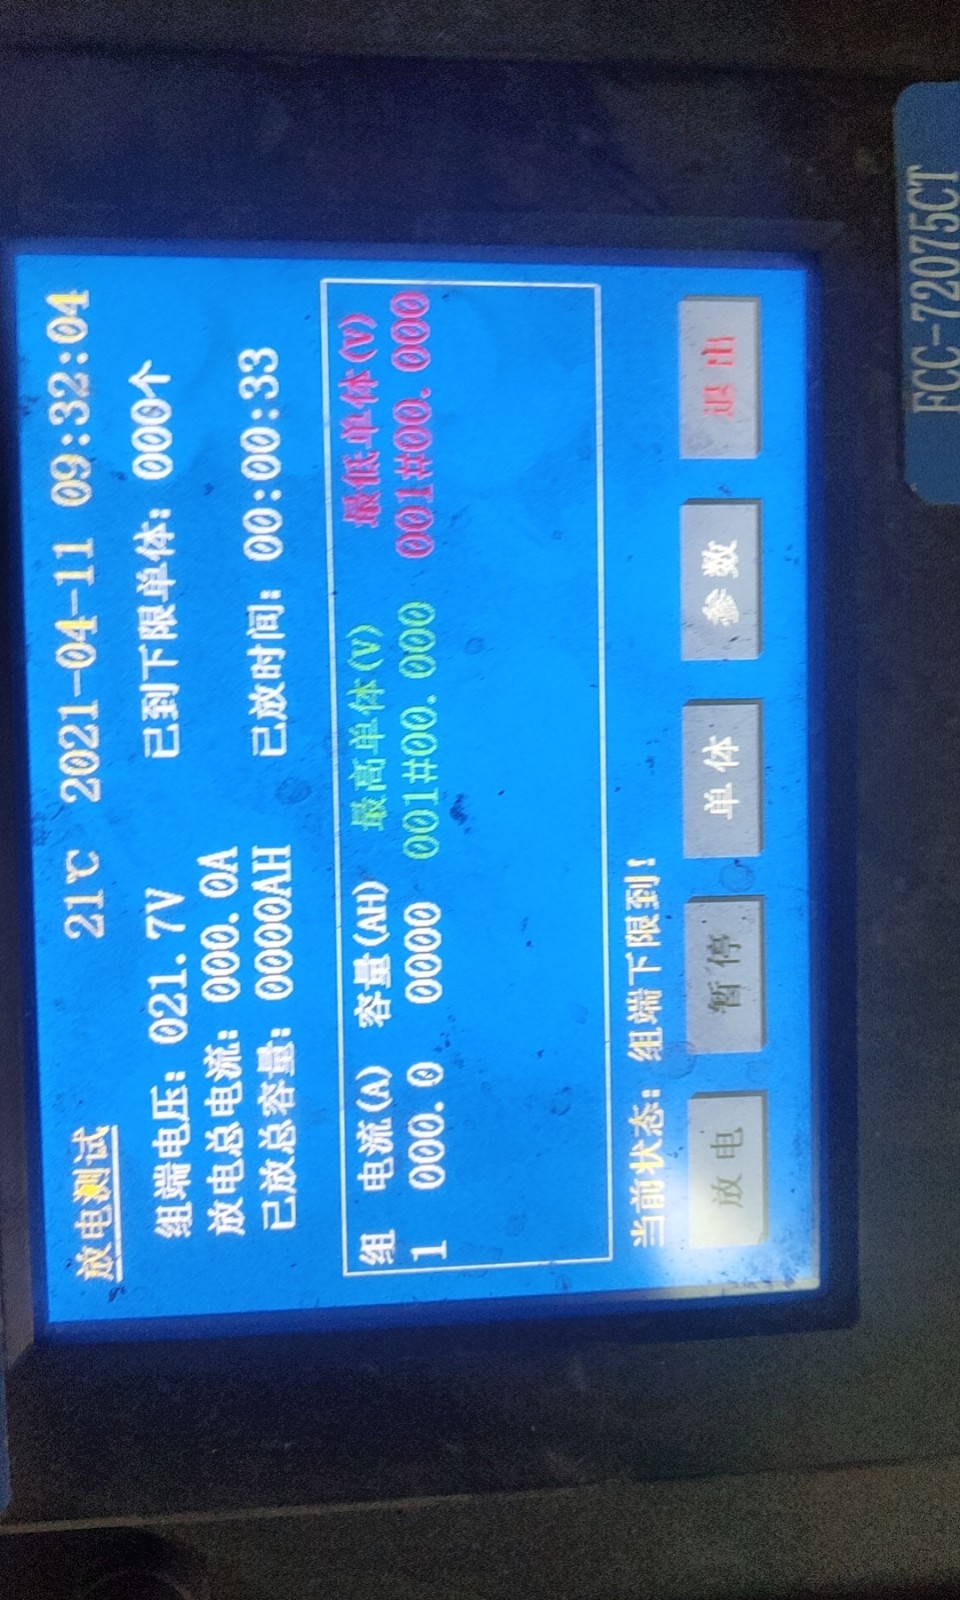 放电测试 21℃ 2021-04-11 09:32:04
组端电压: 021.7V 已到下限单体: 000个
放电总电流: 000.0A
已放总容量: 0000AH 已放时间: 00:00:33
组 电流(A) 容量(AH) 最高单体(V) 最低单体(V)
1 000.0 0000 001#00.000 001#00.000
当前状态: 组端下限到!
放电 暂停 单体 参数 退出
FCC-72075CT